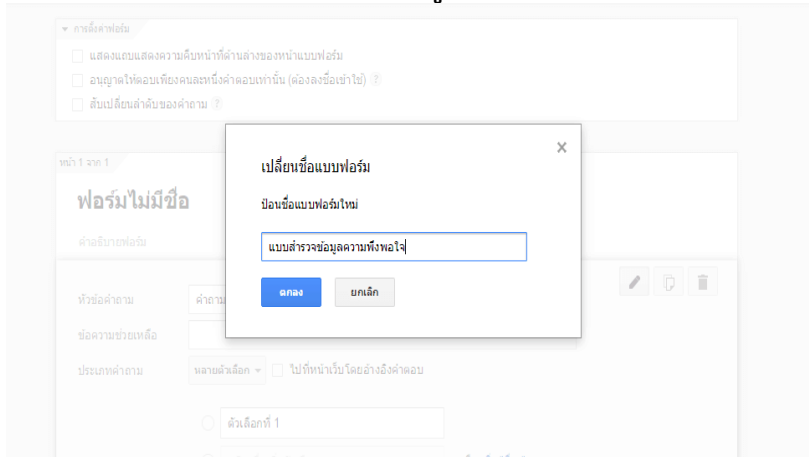 การตั้งค่าฟอร์ม
แสดงแถบแสดงความคืบหน้าที่ด้านล่างของหน้าแบบฟอร์ม
อนุญาตให้ตอบเพียงคนละหนึ่งคำตอบเท่านั้น (ต้องลงชื่อเข้าใช้) ?
สับเปลี่ยนลำดับของคำถาม ?
หน้า 1 จาก 1
ฟอร์มไม่มีชื่อ
คำอธิบายฟอร์ม
เปลี่ยนชื่อแบบฟอร์ม
ป้อนชื่อแบบฟอร์มใหม่
แบบสำรวจข้อมูลความพึงพอใจ
ตกลง ยกเลิก
หัวข้อคำถาม คำถาม
ข้อความช่วยเหลือ
ประเภทคำถาม หลายตัวเลือก ไปที่หน้าเว็บโดยอ้างอิงคำตอบ
ตัวเลือกที่ 1